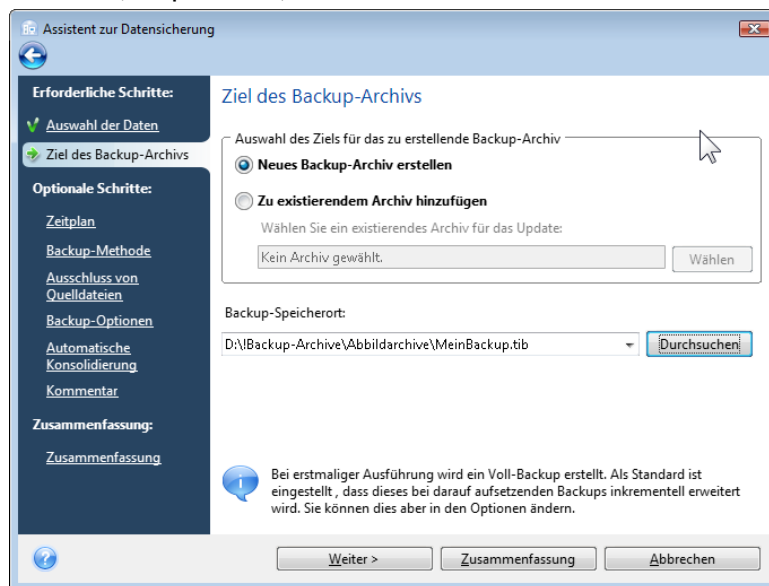 Assistent zur Datensicherung
Erforderliche Schritte:
Auswahl der Daten
Ziel des Backup-Archivs
Optionale Schritte:
Zeitplan
Backup-Methode
Ausschluss von
Quelldateien
Backup-Optionen
Automatische
Konsolidierung
Kommentar
Zusammenfassung:
Zusammenfassung
Ziel des Backup-Archivs
Auswahl des Ziels für das zu erstellende Backup-Archiv
Neues Backup-Archiv erstellen
Zu existierendem Archiv hinzufügen
Wählen Sie ein existierendes Archiv für das Update:
Kein Archiv gewählt.
Wählen
Backup-Speicherort:
D:\!Backup-Archive\Abbildarchive\MeinBackup.tib
Durchsuchen
Bei erstmaliger Ausführung wird ein Voll-Backup erstellt. Als Standard ist
eingestellt , dass dieses bei darauf aufsetzenden Backups inkrementell erweitert
wird. Sie können dies aber in den Optionen ändern.
Weiter >
Zusammenfassung
Abbrechen